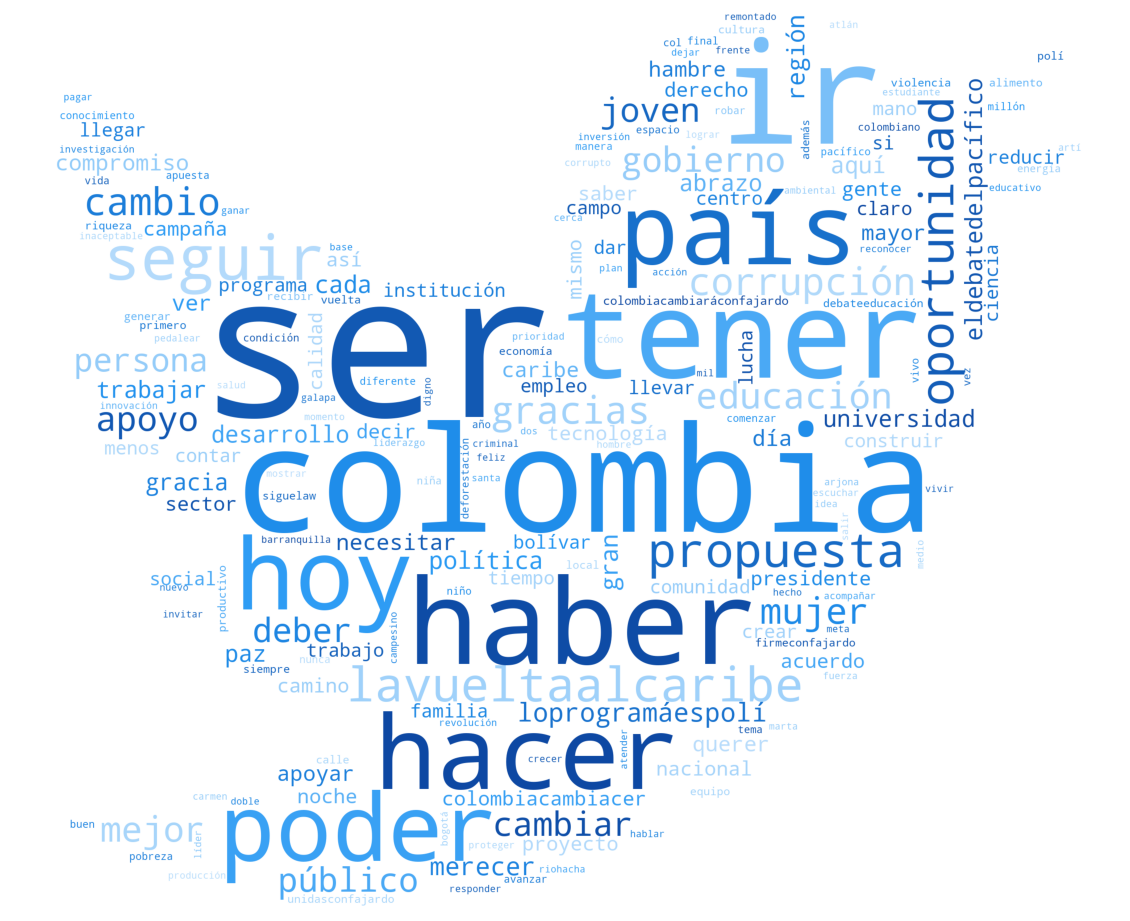 remontado
cultura
atlán
col
final
dejar
frente
ir
región
polí
hambre
derecho
violencia
estudiante
alimento
pagar
conocimiento
llegar
investigación
joven
robar
mano
millón
oportunidad
eldebatedelpacífico
inversión
espacio
lograr
manera
además
colombiano
si
compromiso
corrupto
gobierno
pacífico
aquí
reducir
artí
energía
vida
apuesta
saber
abrazo
centro
ambiental
gente
educativo
ciencia
cambio
ganar
riqueza
campaña
inaceptable
campo
cerca
país
claro
mayor
reconocer
seguir
base
así
mismo
dar
plan
acción
corrupción
programa
recibir
cada
vuelta
institución
ver
colombiacambiaráconfajardo
debateeducación
generar
primero
pedalear
ser
tener
condición
calidad
prioridad
cómo
economía
lucha
persona
diferente
caribe
vivo
vez
trabajar
salud
galapa
digno
empleo
llevar
mil
educación
innovación
apoyo
momento
año
gracias
comenzar
universidad
menos
desarrollo
decir
liderazgo
criminal
dos
tecnología
hombre
día
construir
contar
feliz
colombia
deforestación
gracia
mostrar
niña
santa
arjona
escuchar
idea
vivir
sector
siguelaw
salir
barranquilla
necesitar
bolívar
gran
propuesta
medio
hoy
política
tiempo
local
social
nuevo
productivo
niño
haber
comunidad
presidente
hecho
acompañar
invitar
mujer
deber
campesino
crear
meta
firmeconfajardo
paz
trabajo
nunca
siempre
acuerdo
fuerza
camino
lavueltaalcaribe
familia
revolución
loprogramáespolí
marta
tema
hacer
crecer
atender
querer
calle
apoyar
nacional
carmen
doble
noche
colombiacambiacer
equipo
buen
mejor
líder
poder
bogotá
cambiar
hablar
proteger
proyecto
pobreza
producción
público
merecer
riohacha
avanzar
responder
unidasconfajardo